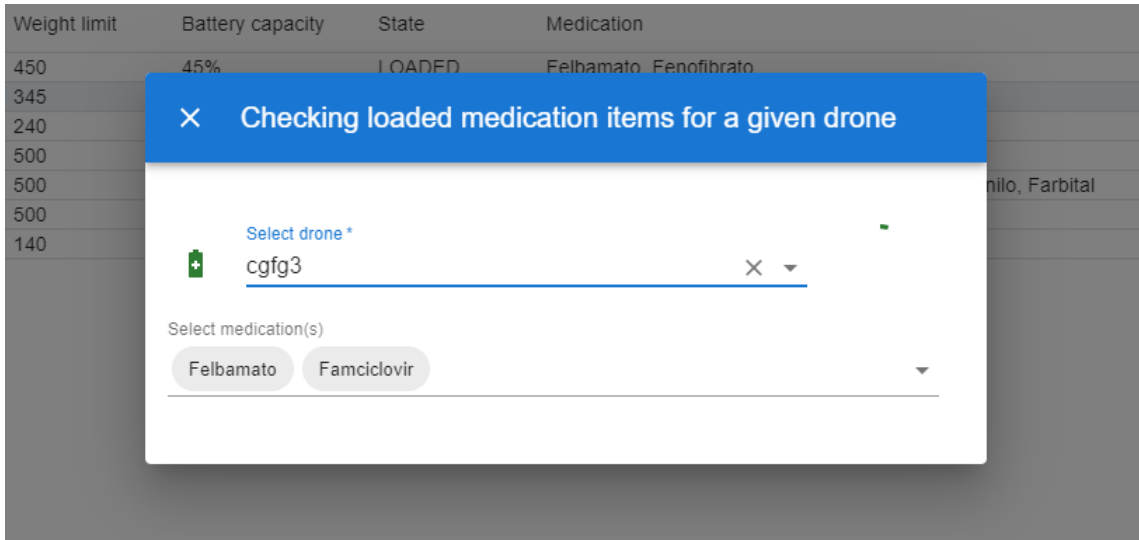 Weight limit Battery capacity State Medication
450 45% LOADED Felbamato, Fenofibrato
345
240
500
500 nilo, Farbital
500
140
Checking loaded medication items for a given drone
Select drone *
cgfg3
Select medication(s)
Felbamato Famciclovir